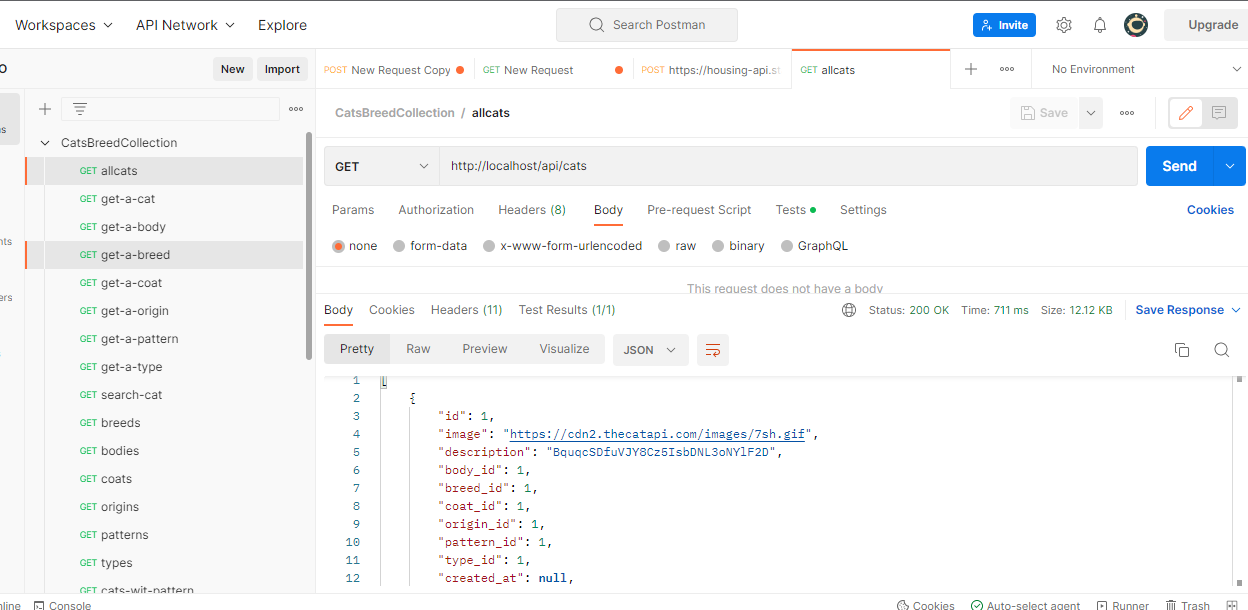 Workspaces API Network Explore Search Postman Invite Upgrade
O New Import POST New Request Copy GET New Request POST https://housing-api.st GET allcats No Environment
CatsBreedCollection / allcats Save
CatsBreedCollection
GET allcats
GET get-a-cat
GET get-a-body
GET get-a-breed
GET get-a-coat
GET get-a-origin
GET get-a-pattern
GET get-a-type
GET search-cat
GET breeds
GET bodies
GET coats
GET origins
GET patterns
GET types
GET cats-wit-pattern
GET http://localhost/api/cats Send
Params Authorization Headers (8) Body Pre-request Script Tests Settings Cookies
none form-data x-www-form-urlencoded raw binary GraphQL
This request does not have a body
Body Cookies Headers (11) Test Results (1/1) Status: 200 OK Time: 711 ms Size: 12.12 KB Save Response
Pretty Raw Preview Visualize JSON
1 [
2 {
3 "id": 1,
4 "image": "https://cdn2.thecatapi.com/images/7sh.gif",
5 "description": "BquqcSDfuVJY8Cz5IsbDNL3oNYlF2D",
6 "body_id": 1,
7 "breed_id": 1,
8 "coat_id": 1,
9 "origin_id": 1,
10 "pattern_id": 1,
11 "type_id": 1,
12 "created_at": null,
nline Console Cookies Auto-select agent Runner Trash